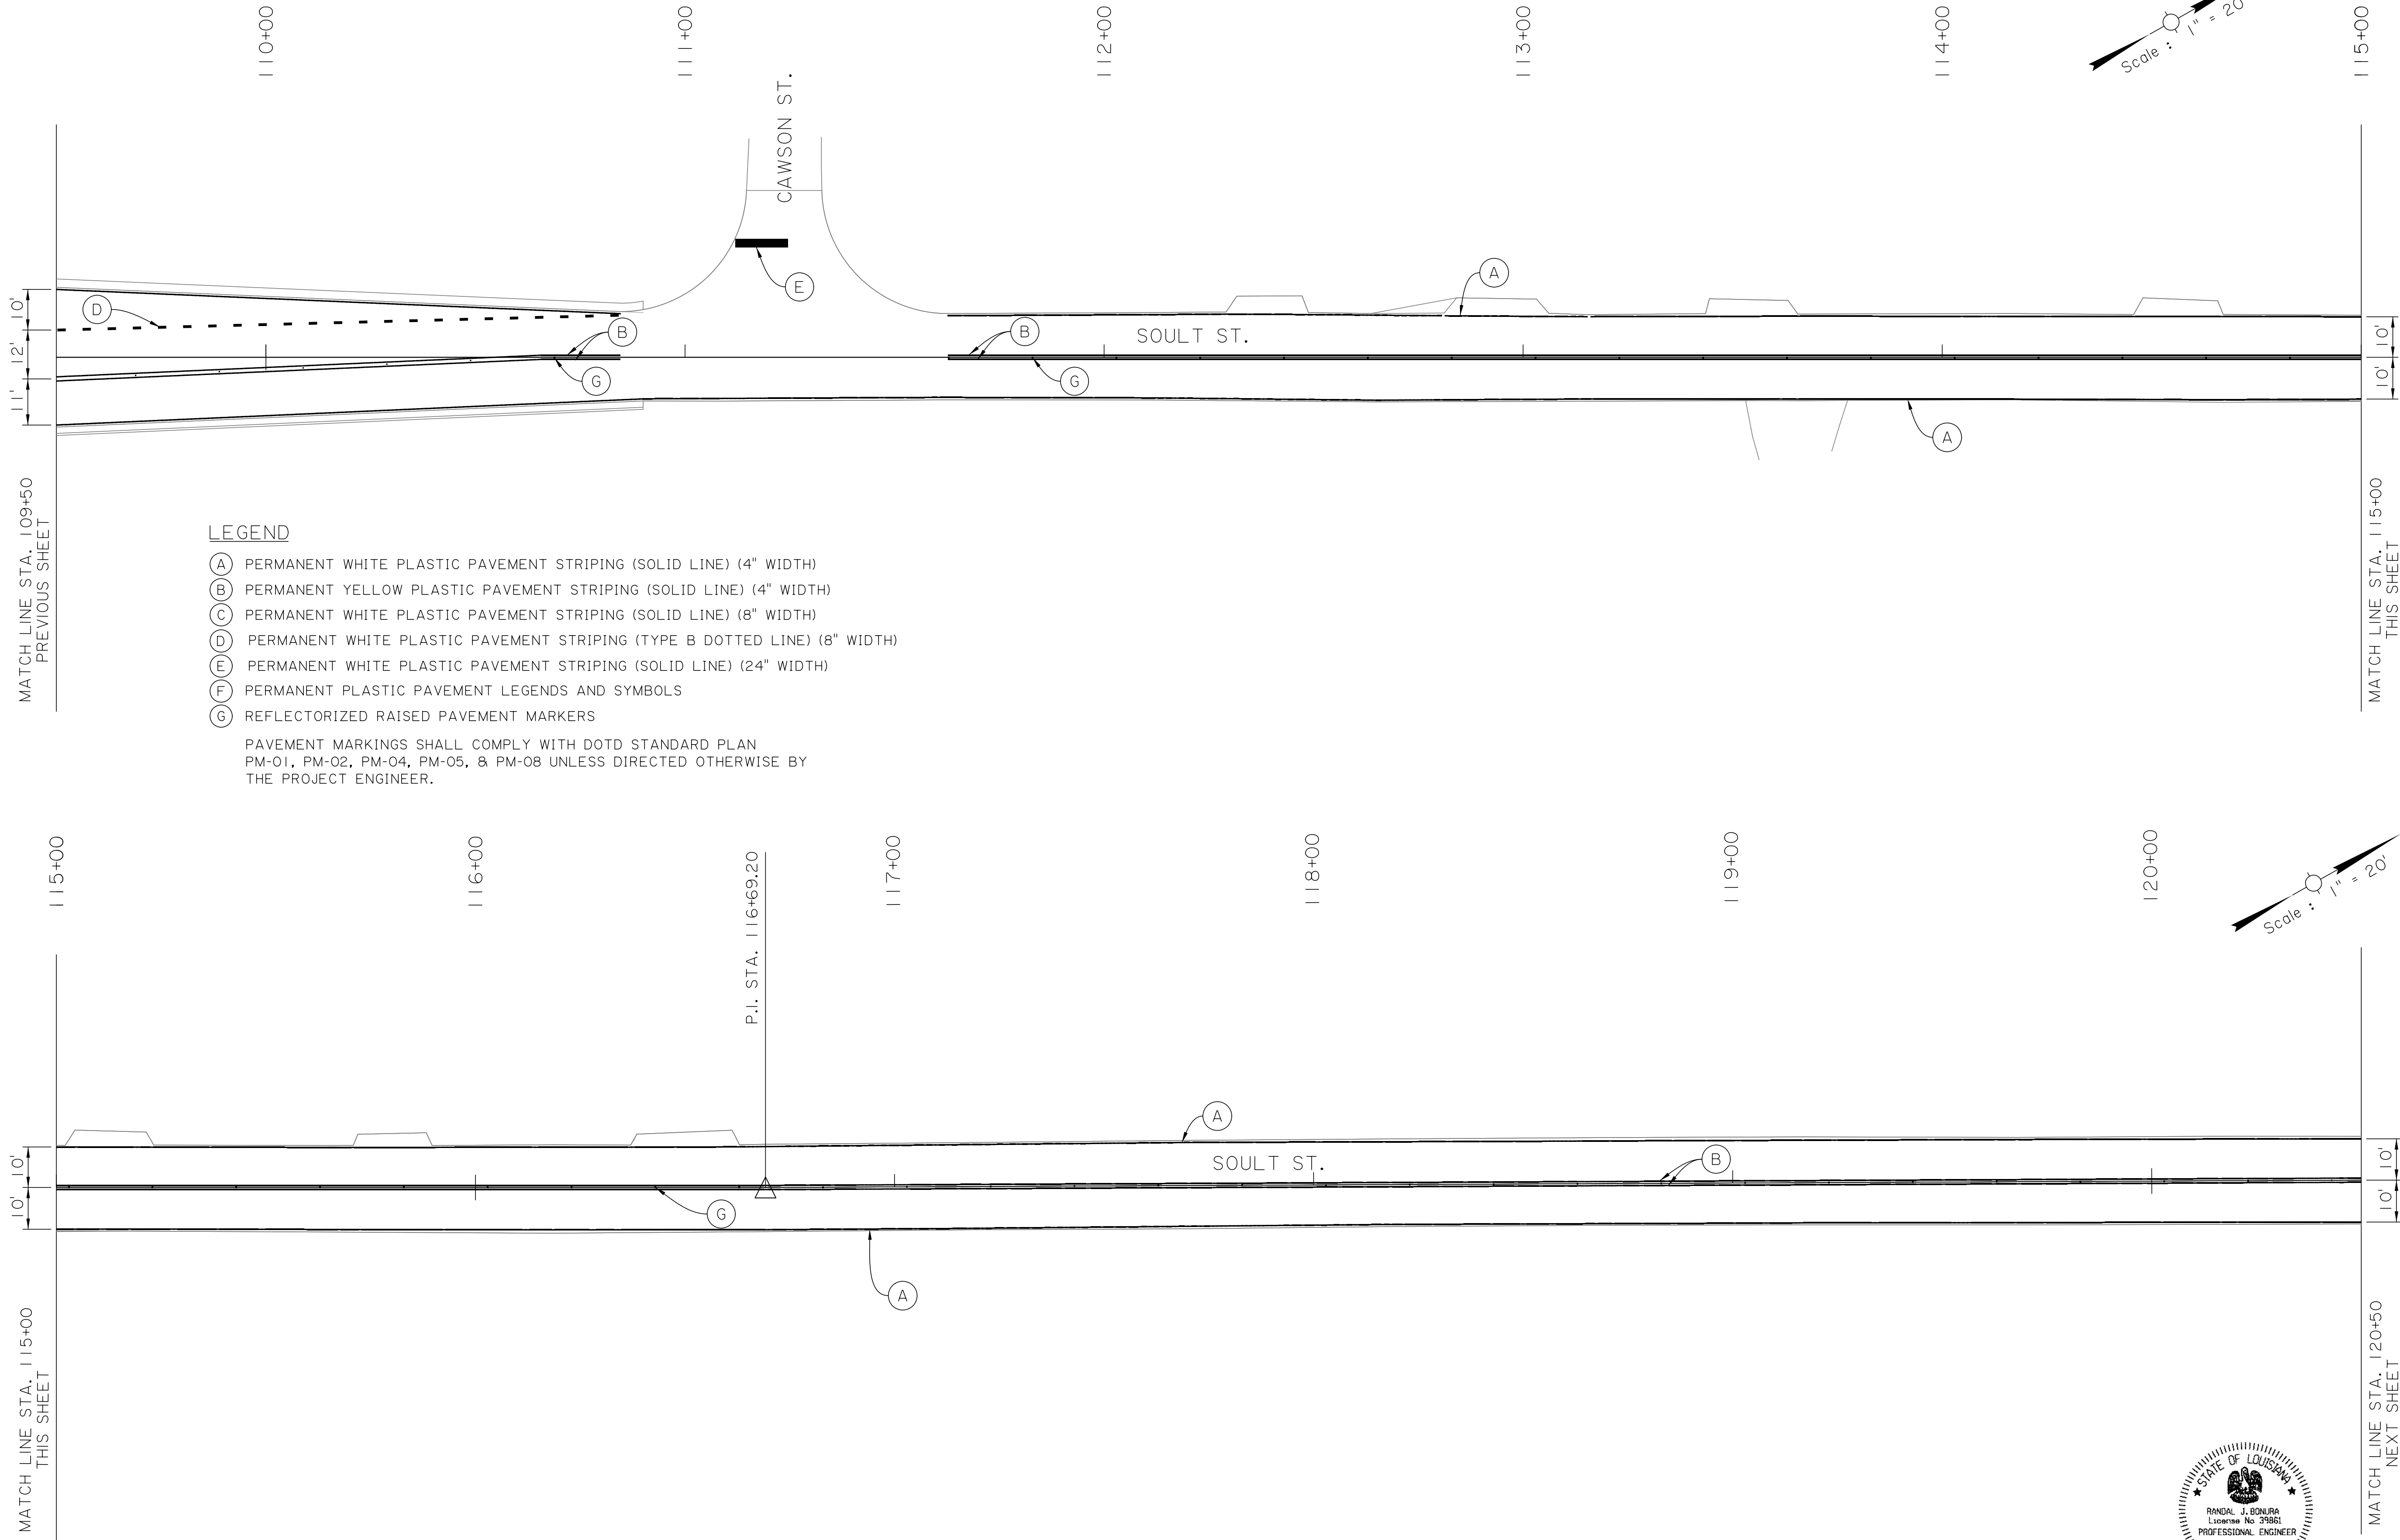 110+00
111+00
112+00
113+00
114+00
115+00
Scale : 1" = 20'
CAWSON ST.
D
E
A
B
B
SOULT ST.
G
G
A
10'
12'
11'
10'
10'
MATCH LINE STA. 109+50
PREVIOUS SHEET
MATCH LINE STA. 115+00
THIS SHEET
LEGEND
A PERMANENT WHITE PLASTIC PAVEMENT STRIPING (SOLID LINE) (4" WIDTH)
B PERMANENT YELLOW PLASTIC PAVEMENT STRIPING (SOLID LINE) (4" WIDTH)
C PERMANENT WHITE PLASTIC PAVEMENT STRIPING (SOLID LINE) (8" WIDTH)
D PERMANENT WHITE PLASTIC PAVEMENT STRIPING (TYPE B DOTTED LINE) (8" WIDTH)
E PERMANENT WHITE PLASTIC PAVEMENT STRIPING (SOLID LINE) (24" WIDTH)
F PERMANENT PLASTIC PAVEMENT LEGENDS AND SYMBOLS
G REFLECTORIZED RAISED PAVEMENT MARKERS
PAVEMENT MARKINGS SHALL COMPLY WITH DOTD STANDARD PLAN
PM-01, PM-02, PM-04, PM-05, & PM-08 UNLESS DIRECTED OTHERWISE BY
THE PROJECT ENGINEER.
115+00
116+00
P.I. STA. 116+69.20
117+00
118+00
119+00
120+00
Scale : 1" = 20'
A
SOULT ST.
B
G
A
10'
10'
10'
10'
MATCH LINE STA. 115+00
THIS SHEET
MATCH LINE STA. 120+50
NEXT SHEET
STATE OF LOUISIANA
RANDAL J. BONURA
License No 39861
PROFESSIONAL ENGINEER